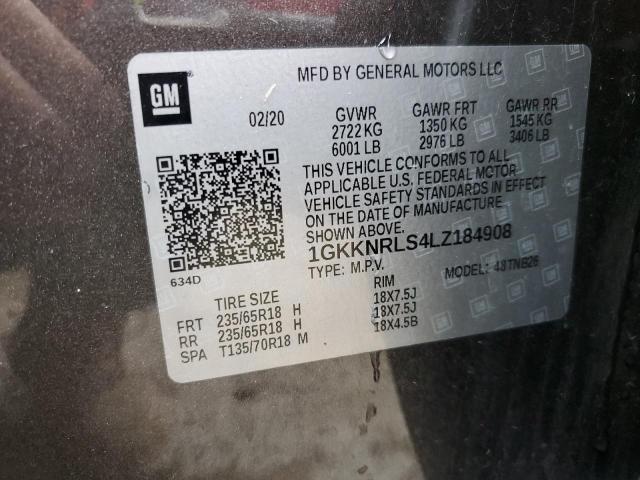 GM
MFD BY GENERAL MOTORS LLC
02/20 GVWR GAWR FRT GAWR RR
2722 KG 1350 KG 1545 KG
6001 LB 2976 LB 3406 LB
THIS VEHICLE CONFORMS TO ALL
APPLICABLE U.S. FEDERAL MOTOR
VEHICLE SAFETY STANDARDS IN EFFECT
ON THE DATE OF MANUFACTURE
SHOWN ABOVE.
1GKKNRLS4LZ184908
634D TYPE: M.P.V. MODEL: 48TNB26
TIRE SIZE RIM
FRT 235/65R18 H 18X7.5J
RR 235/65R18 H 18X7.5J
SPA T135/70R18 M 18X4.5B